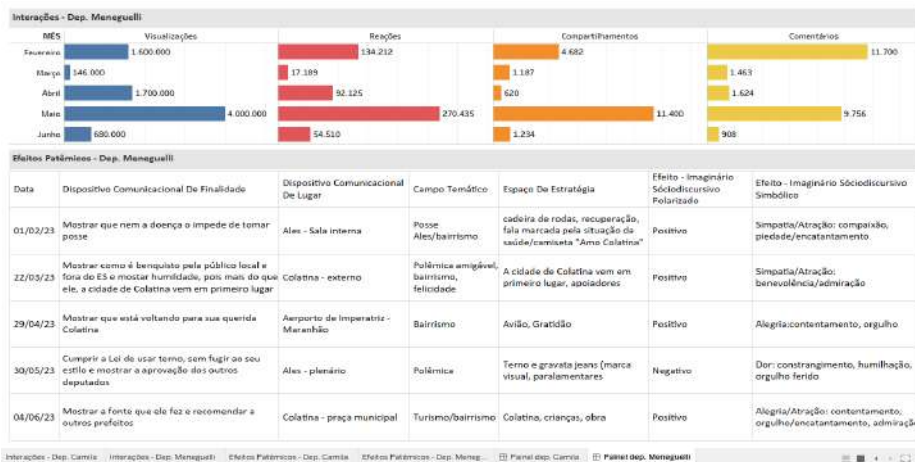 Interações - Dep. Meneguelli
MÊS Visualizações Reações Compartilhamentos Comentários
Fevereiro 1.600.000 134.212 4.682 11.700
Março 146.000 17.189 1.187 1.463
Abril 1.700.000 92.125 620 1.624
Maio 4.000.000 270.435 11.400 9.756
Junho 680.000 54.510 1.234 908
Efeitos Patêmicos - Dep. Meneguelli
Data Dispositivo Comunicacional De Finalidade Dispositivo Comunicacional De Lugar Campo Temático Espaço De Estratégia Efeito - Imaginário Sóciodiscursivo Polarizado Efeito - Imaginário Sóciodiscursivo Simbólico
01/02/23 Mostrar que nem a doença o impede de tomar posse Ales - Sala interna Posse Ales/bairrismo cadeira de rodas, recuperação, fala marcada pela situação da saúde/camiseta "Amo Colatina" Positivo Simpatia/Atração: compaixão, piedade/encatantamento
22/03/23 Mostrar como é benquisto pela público local e fora do ES e mostar humildade, pois mais do que ele, a cidade de Colatina vem em primeiro lugar Colatina - externo Polêmica amigável, bairrismo, felicidade A cidade de Colatina vem em primeiro lugar, apoiadores Positivo Simpatia/Atração: benevolência/admiração
29/04/23 Mostrar que está voltando para sua querida Colatina Aerporto de Imperatriz - Maranhão Bairrismo Avião, Gratidão Positivo Alegria:contentamento, orgulho
30/05/23 Cumprir a Lei de usar terno, sem fugir ao seu estilo e mostrar a aprovação dos outros deputados Ales - plenário Polêmica Terno e gravata jeans (marca visual, paralamentares Negativo Dor: constrangimento, humilhação, orgulho ferido
04/06/23 Mostrar a fonte que ele fez e recomendar a outros prefeitos Colatina - praça municipal Turismo/bairrismo Colatina, crianças, obra Positivo Alegria/Atração: contentamento, orgulho/encatantamento, admiração
Interações - Dep. Camila Interações - Dep. Meneguelli Efeitos Patêmicos - Dep. Camila Efeitos Patêmicos - Dep. Meneg... Painel dep. Camila Painel dep. Meneguelli